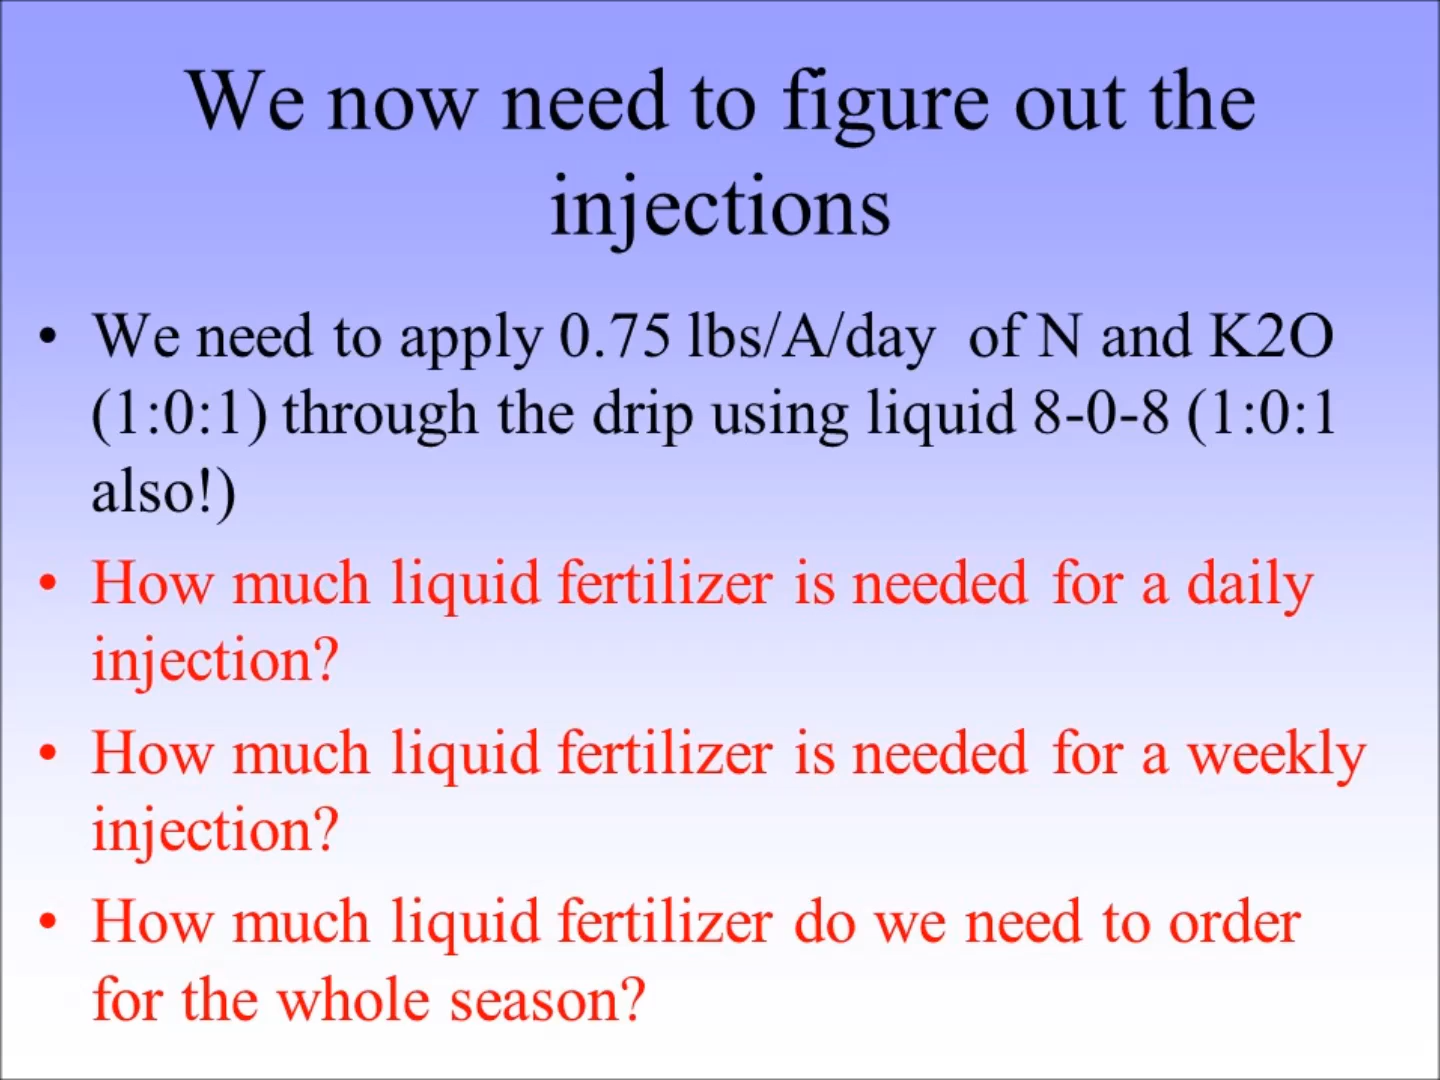 We now need to figure out the
injections
• We need to apply 0.75 lbs/A/day of N and K2O
(1:0:1) through the drip using liquid 8-0-8 (1:0:1
also!)
• How much liquid fertilizer is needed for a daily
injection?
• How much liquid fertilizer is needed for a weekly
injection?
• How much liquid fertilizer do we need to order
for the whole season?